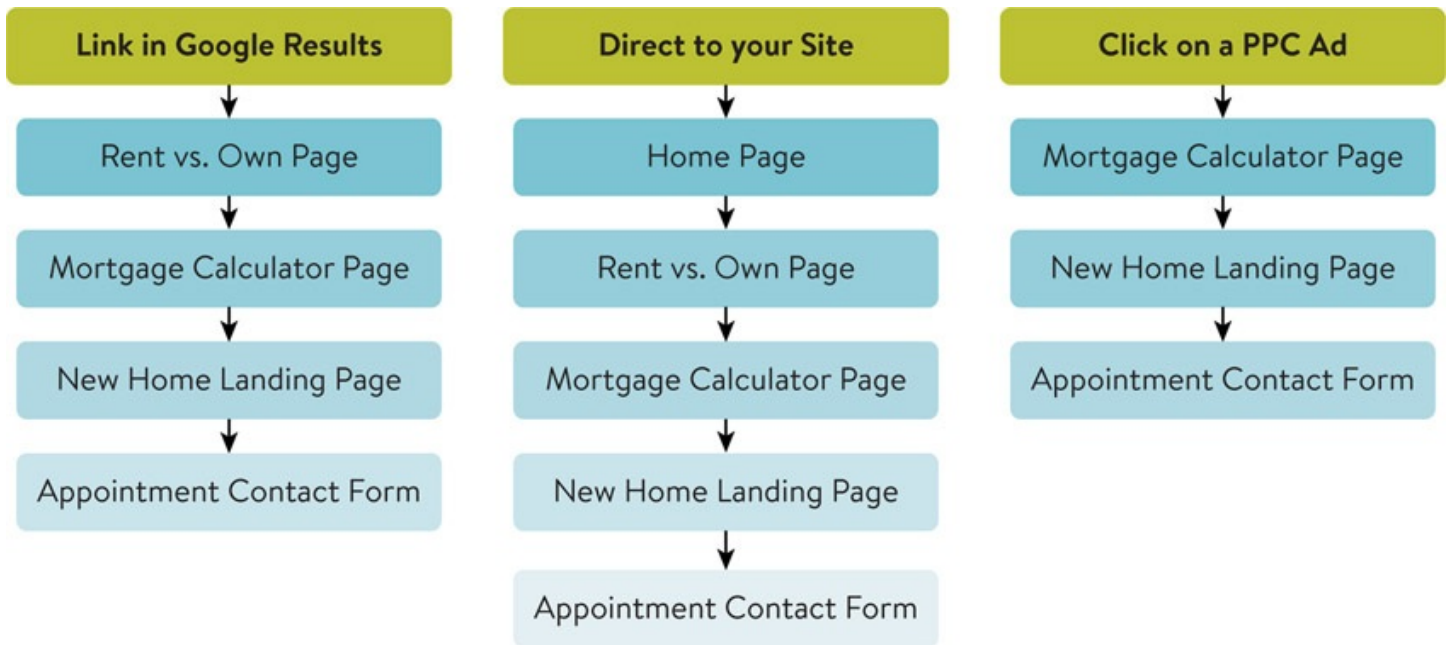 Link in Google Results
Rent vs. Own Page
Mortgage Calculator Page
New Home Landing Page
Appointment Contact Form
Direct to your Site
Home Page
Rent vs. Own Page
Mortgage Calculator Page
New Home Landing Page
Appointment Contact Form
Click on a PPC Ad
Mortgage Calculator Page
New Home Landing Page
Appointment Contact Form